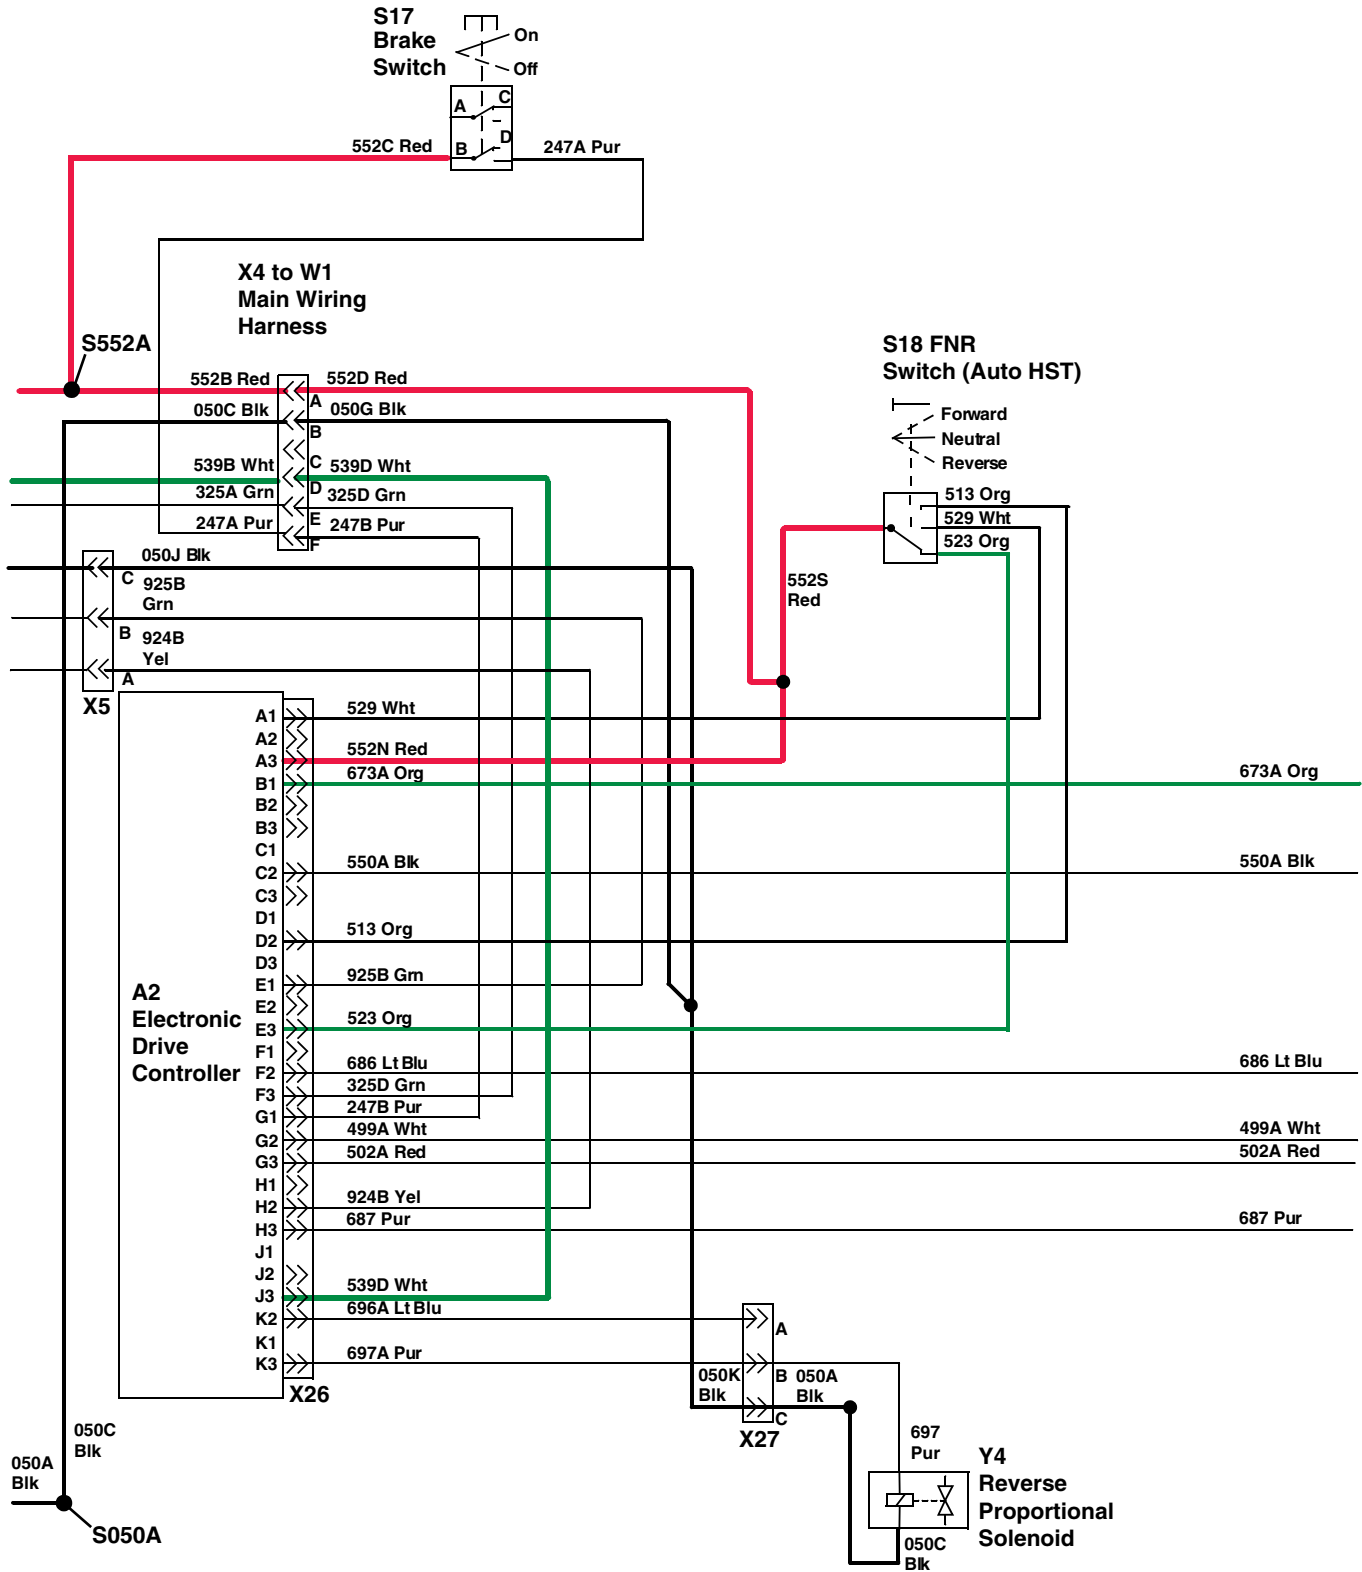 S17
Brake
Switch
On
Off
A
C
B
D
552C Red
247A Pur
X4 to W1
Main Wiring
Harness
S552A
S18 FNR
Switch (Auto HST)
Forward
Neutral
Reverse
552B Red
552D Red
A
050C Blk
050G Blk
B
C
539B Wht
539D Wht
D
325A Grn
325D Grn
E
247A Pur
247B Pur
F
513 Org
529 Wht
523 Org
050J Blk
C
925B
Grn
B
924B
Yel
A
X5
552S
Red
A1
529 Wht
A2
A3
552N Red
B1
673A Org
673A Org
B2
B3
C1
C2
550A Blk
550A Blk
C3
D1
D2
513 Org
D3
E1
925B Grn
E2
E3
523 Org
F1
F2
686 Lt Blu
686 Lt Blu
F3
325D Grn
G1
247B Pur
G2
499A Wht
499A Wht
G3
502A Red
502A Red
H1
H2
924B Yel
H3
687 Pur
687 Pur
J1
J2
J3
539D Wht
K2
696A Lt Blu
K1
K3
697A Pur
A2
Electronic
Drive
Controller
X26
A
B
C
050K
Blk
050A
Blk
X27
050C
Blk
050A
Blk
S050A
697
Pur
Y4
Reverse
Proportional
Solenoid
050C
Blk